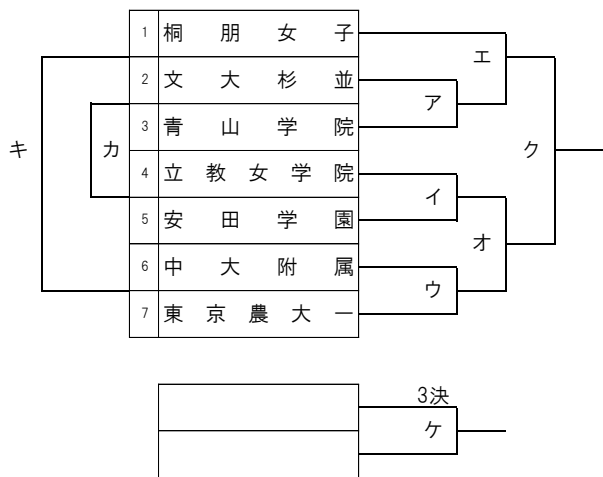 1 桐朋女子
エ
2 文大杉並
ア
3 青山学院
キ カ ク
4 立教女学院
イ
5 安田学園
オ
6 中大附属
ウ
7 東京農大一
3決
ケ